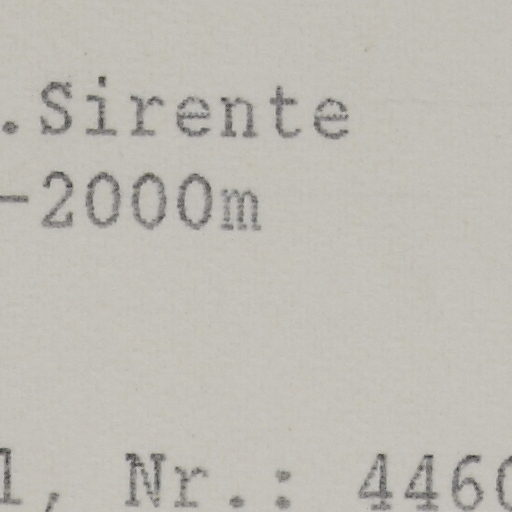 .Sirente
-2000m
1, Nr.: 4460